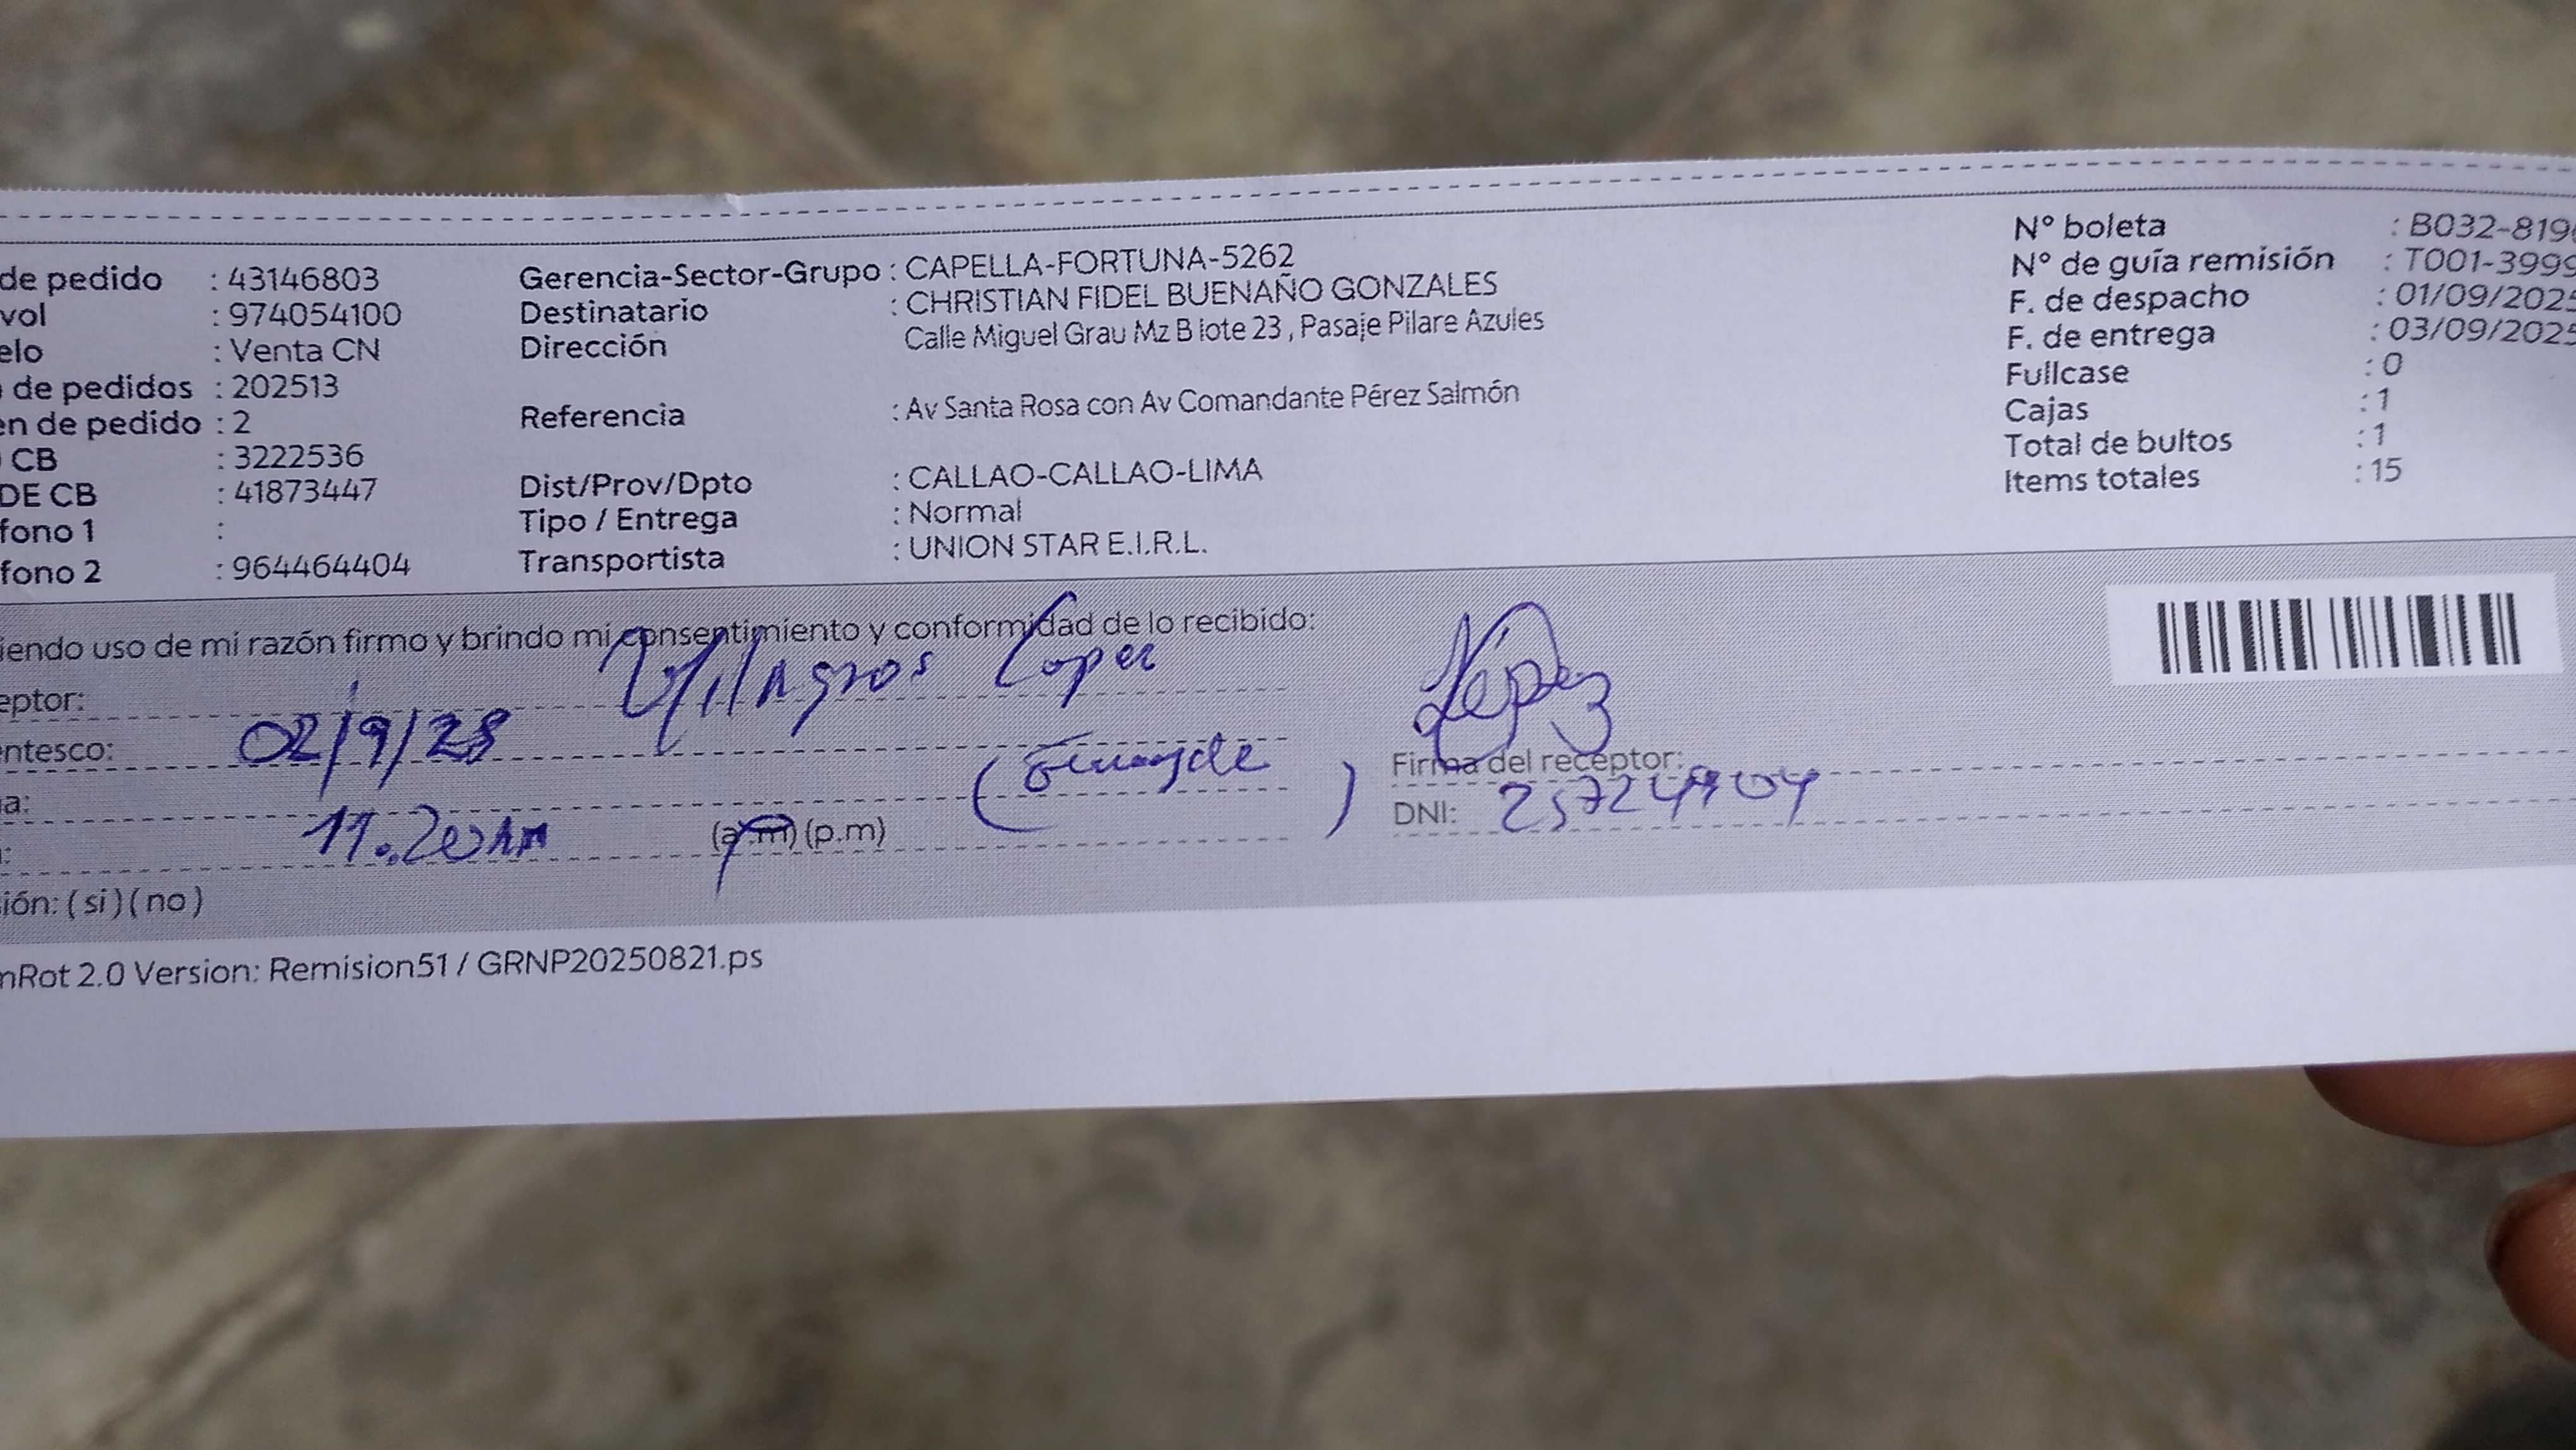 de pedido : 43146803
vol : 974054100
elo : Venta CN
de pedidos : 202513
en de pedido : 2
CB : 3222536
DE CB : 41873447
fono 1 :
fono 2 : 964464404
Gerencia-Sector-Grupo : CAPELLA-FORTUNA-5262
Destinatario : CHRISTIAN FIDEL BUENAÑO GONZALES
Dirección Calle Miguel Grau Mz B lote 23 , Pasaje Pilare Azules
Referencia : Av Santa Rosa con Av Comandante Pérez Salmón
Dist/Prov/Dpto : CALLAO-CALLAO-LIMA
Tipo / Entrega : Normal
Transportista : UNION STAR E.I.R.L.
Nº boleta : B032-819
Nº de guía remisión : T001-3999
F. de despacho : 01/09/2025
F. de entrega : 03/09/2025
Fullcase : 0
Cajas : 1
Total de bultos : 1
Items totales : 15
iendo uso de mi razón firmo y brindo mi consentimiento y conformidad de lo recibido:
eptor: Milagros Lopez
entesco: 02/9/25
a:
: 11.20 am (a.m) (p.m)
López
Firma del receptor:
DNI:
ión: ( si ) ( no )
nRot 2.0 Version: Remision51 / GRNP20250821.ps